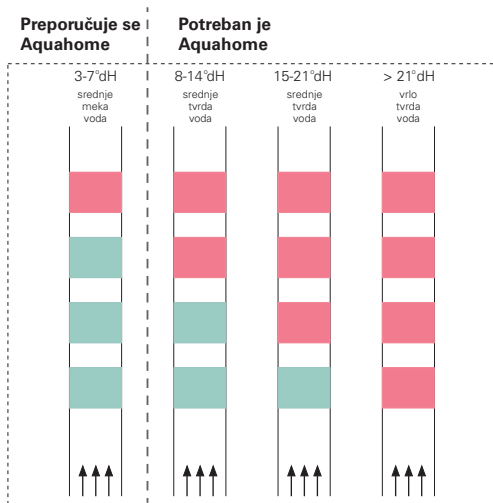 Preporučuje se
Aquahome
Potreban je
Aquahome
3-7°dH
srednje
meka
voda
8-14°dH
srednje
tvrda
voda
15-21°dH
srednje
tvrda
voda
> 21°dH
vrlo
tvrda
voda